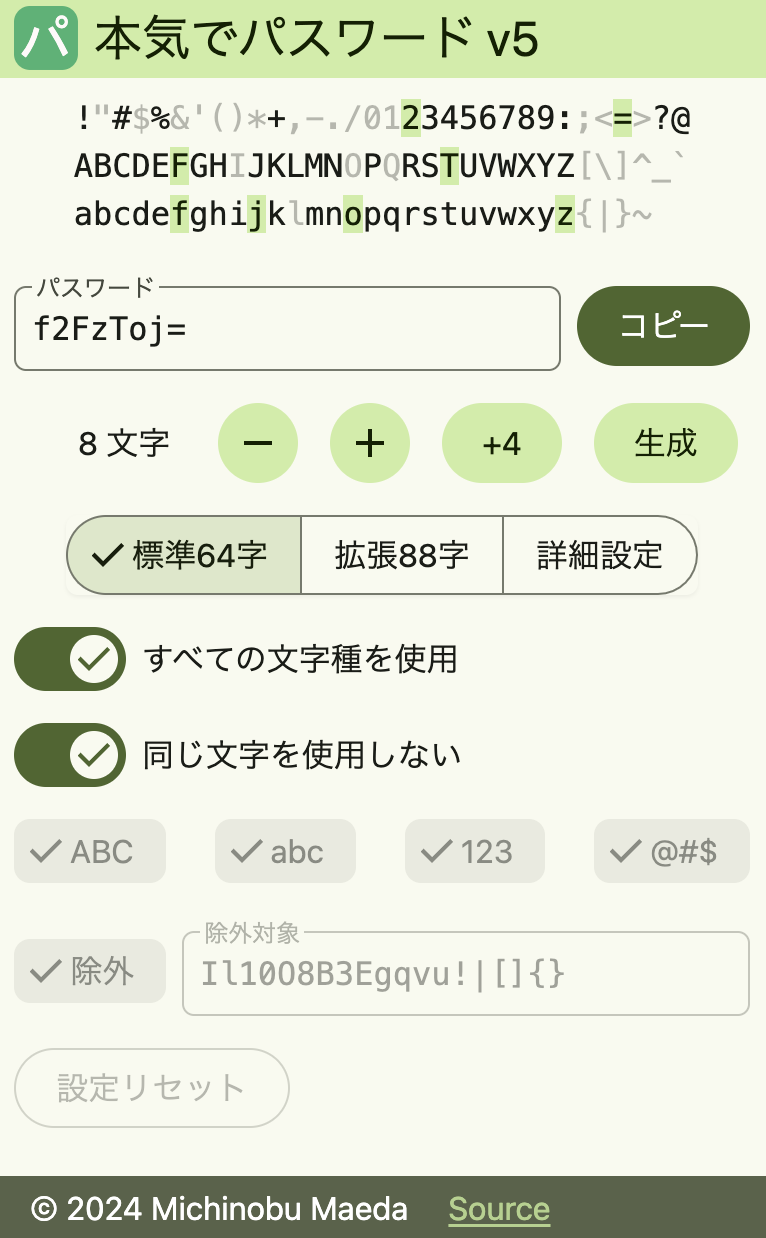 パ 本気でパスワード v5
!"#$%&'()*+,-./0123456789:;<=>?@
ABCDEFGHIJKLMNOPQRSTUVWXYZ[\]^_`
abcdefghijklmnopqrstuvwxyz{|}~
パスワード
f2FzToj= コピー
8 文字 − + +4 生成
標準64字 拡張88字 詳細設定
すべての文字種を使用
同じ文字を使用しない
ABC abc 123 @#$
除外対象
除外 Il10O8B3Egqvu!|[]{}
設定リセット
© 2024 Michinobu Maeda Source